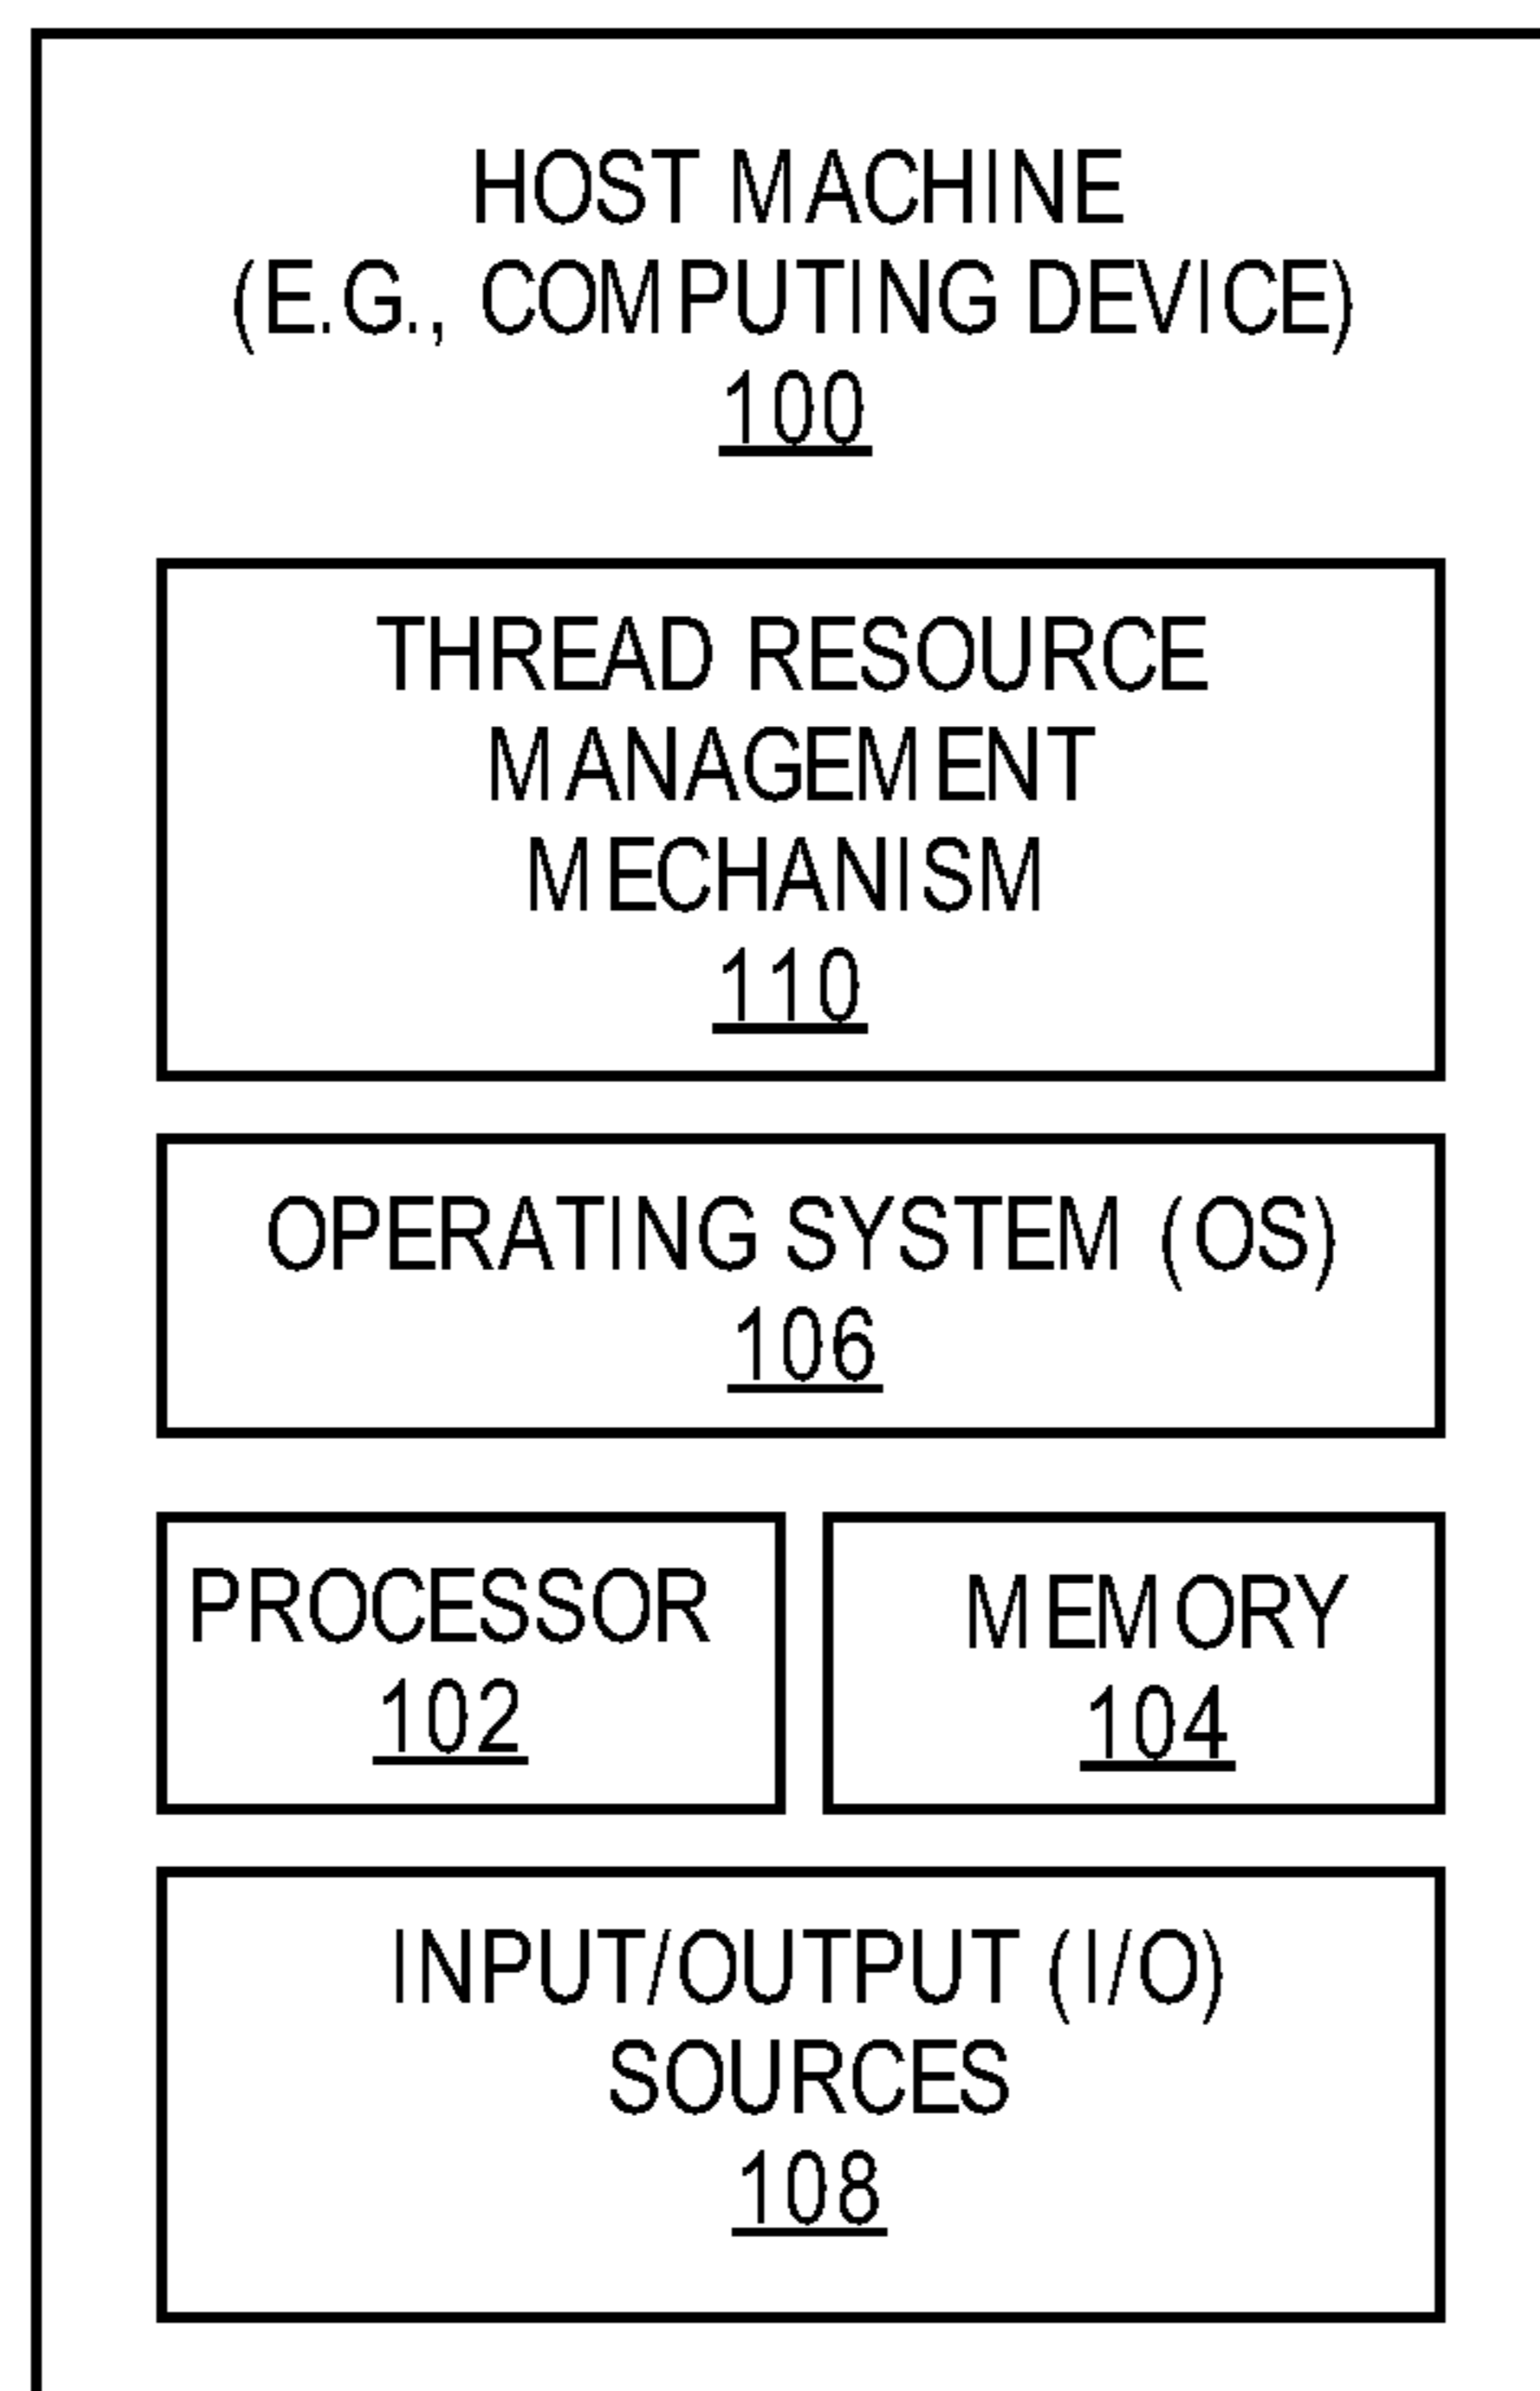 HOST MACHINE
(E.G., COMPUTING DEVICE)
100
THREAD RESOURCE
MANAGEMENT
MECHANISM
110
OPERATING SYSTEM (OS)
106
PROCESSOR
102
MEMORY
104
INPUT/OUTPUT (I/O)
SOURCES
108